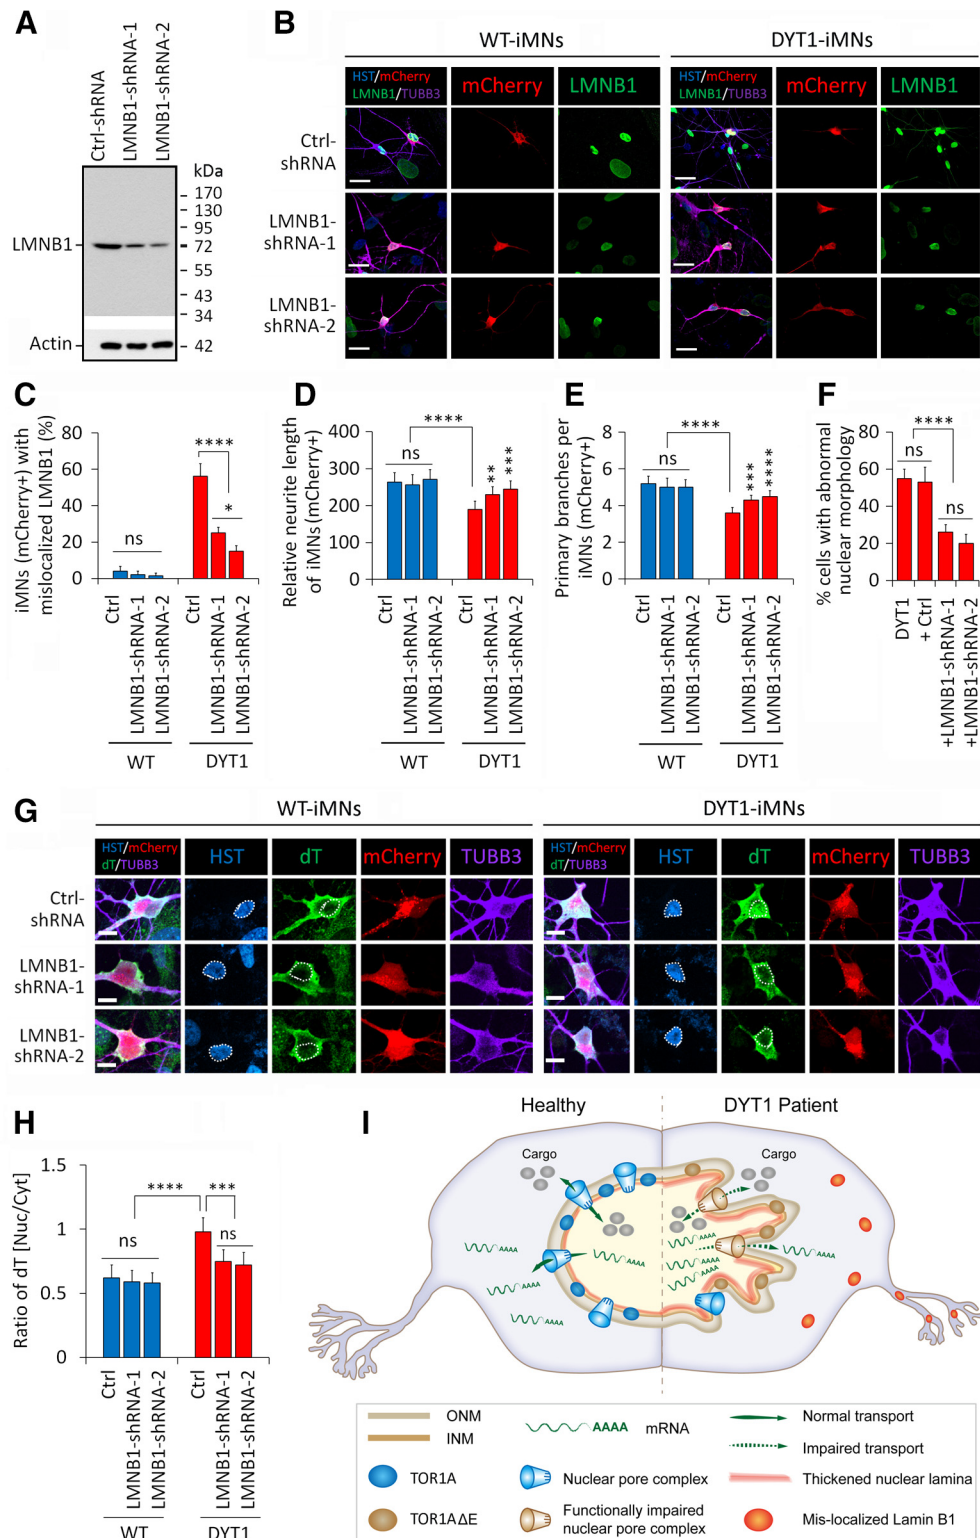 A
Ctrl-shRNA
LMNB1-shRNA-1
LMNB1-shRNA-2
kDa
170
130
95
72
55
43
34
42
LMNB1
Actin
B
WT-iMNs
DYT1-iMNs
HST/mCherry
LMNB1/TUBB3
mCherry
LMNB1
HST/mCherry
LMNB1/TUBB3
mCherry
LMNB1
Ctrl-
shRNA
LMNB1-
shRNA-1
LMNB1-
shRNA-2
C
iMNs (mCherry+) with
mislocalized LMNB1 (%)
80
60
40
20
0
ns
****
*
Ctrl
LMNB1-shRNA-1
LMNB1-shRNA-2
Ctrl
LMNB1-shRNA-1
LMNB1-shRNA-2
WT
DYT1
D
Relative neurite length
of iMNs (mCherry+)
400
300
200
100
0
ns
****
**
***
Ctrl
LMNB1-shRNA-1
LMNB1-shRNA-2
Ctrl
LMNB1-shRNA-1
LMNB1-shRNA-2
WT
DYT1
E
Primary branches per
iMNs (mCherry+)
8
6
4
2
0
ns
****
***
****
Ctrl
LMNB1-shRNA-1
LMNB1-shRNA-2
Ctrl
LMNB1-shRNA-1
LMNB1-shRNA-2
WT
DYT1
F
% cells with abnormal
nuclear morphology
80
60
40
20
0
****
ns
ns
DYT1
+ Ctrl
+LMNB1-shRNA-1
+LMNB1-shRNA-2
G
WT-iMNs
DYT1-iMNs
HST/mCherry
dT/TUBB3
HST
dT
mCherry
TUBB3
HST/mCherry
dT/TUBB3
HST
dT
mCherry
TUBB3
Ctrl-
shRNA
LMNB1-
shRNA-1
LMNB1-
shRNA-2
H
Ratio of dT [Nuc/Cyt]
1.5
1
0.5
0
ns
****
***
ns
Ctrl
LMNB1-shRNA-1
LMNB1-shRNA-2
Ctrl
LMNB1-shRNA-1
LMNB1-shRNA-2
WT
DYT1
I
Healthy
DYT1 Patient
Cargo
Cargo
AAAA
AAAA
AAAA
AAAA
AAAA
AAAA
AAAA
AAAA
ONM
INM
AAAA mRNA
Normal transport
Impaired transport
TOR1A
Nuclear pore complex
Thickened nuclear lamina
TOR1AΔE
Functionally impaired
nuclear pore complex
Mis-localized Lamin B1